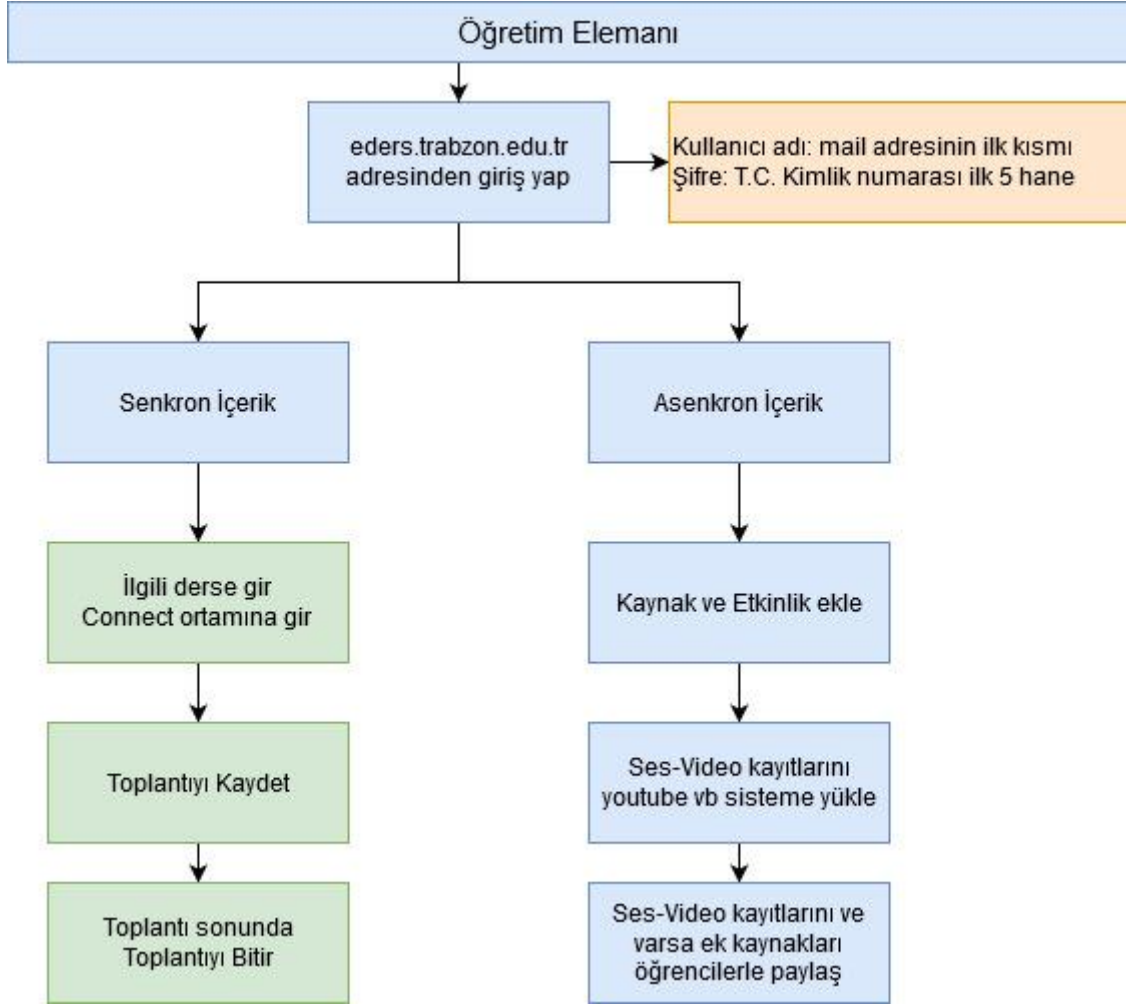 Öğretim Elemanı
eders.trabzon.edu.tr
adresinden giriş yap
Kullanıcı adı: mail adresinin ilk kısmı
Şifre: T.C. Kimlik numarası ilk 5 hane
Senkron İçerik
Asenkron İçerik
İlgili derse gir
Connect ortamına gir
Kaynak ve Etkinlik ekle
Toplantıyı Kaydet
Ses-Video kayıtlarını
youtube vb sisteme yükle
Toplantı sonunda
Toplantıyı Bitir
Ses-Video kayıtlarını ve
varsa ek kaynakları
öğrencilerle paylaş